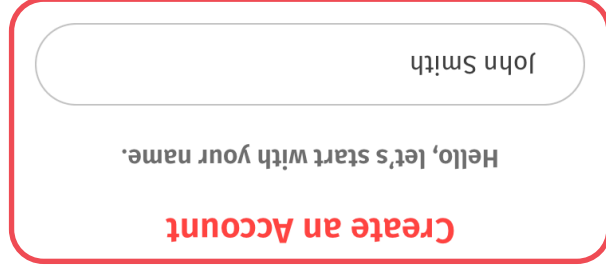 Create an Account
Hello, let's start with your name.
John Smith